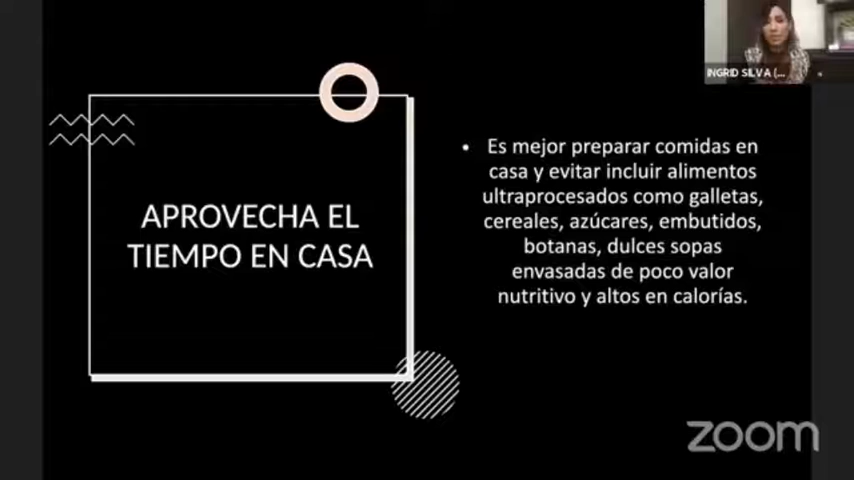 INGRID SILVA (...
APROVECHA EL
TIEMPO EN CASA
• Es mejor preparar comidas en
casa y evitar incluir alimentos
ultraprocesados como galletas,
cereales, azúcares, embutidos,
botanas, dulces sopas
envasadas de poco valor
nutritivo y altos en calorías.
zoom